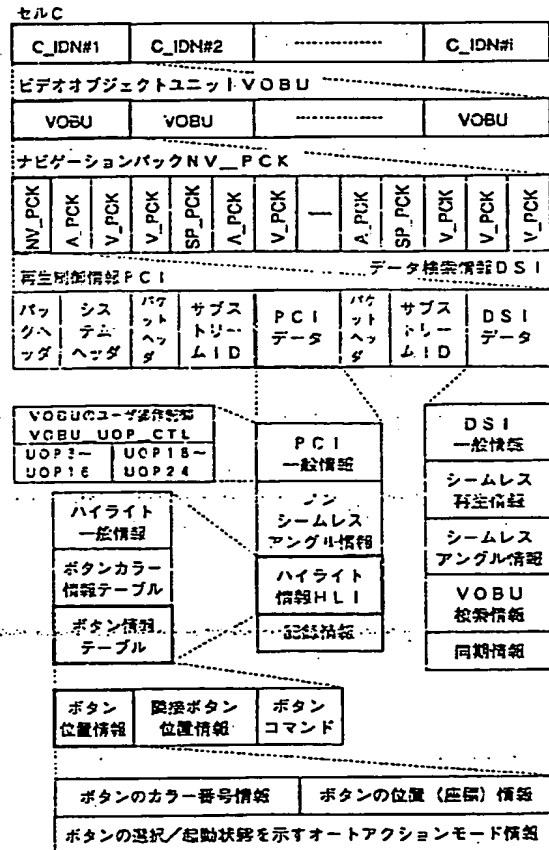 セルC
C_IDN#1 C_IDN#2 C_IDN#i
ビデオオブジェクトユニットVOBU
VOBU VOBU VOBU
ナビゲーションパックNV_PCK
NV_PCK A_PCK V_PCK V_PCK SP_PCK A_PCK V_PCK A_PCK SP_PCK V_PCK V_PCK V_PCK
再生制御情報PCI データ検索情報DSI
パックヘッダ システムヘッダ パケットヘッダ サブストリームID PCIデータ パケットヘッダ サブストリームID DSIデータ
VOBUのユーザ操作制御
VOBU_UOP_CTL
UOP3~ UOP18~
UOP16 UOP24
PCI
一般情報
ノン
シームレス
アングル情報
ハイライト
情報HLI
記録情報
DSI
一般情報
シームレス
再生情報
シームレス
アングル情報
VOBU
検索情報
同期情報
ハイライト
一般情報
ボタンカラー
情報テーブル
ボタン情報
テーブル
ボタン 隣接ボタン ボタン
位置情報 位置情報 コマンド
ボタンのカラー番号情報 ボタンの位置(座標)情報
ボタンの選択/起動状態を示すオートアクションモード情報